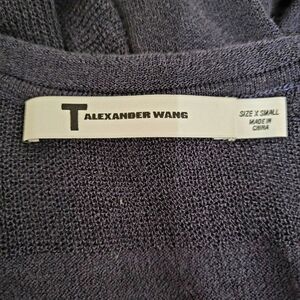 T ALEXANDER WANG
SIZE X SMALL
MADE IN
CHINA